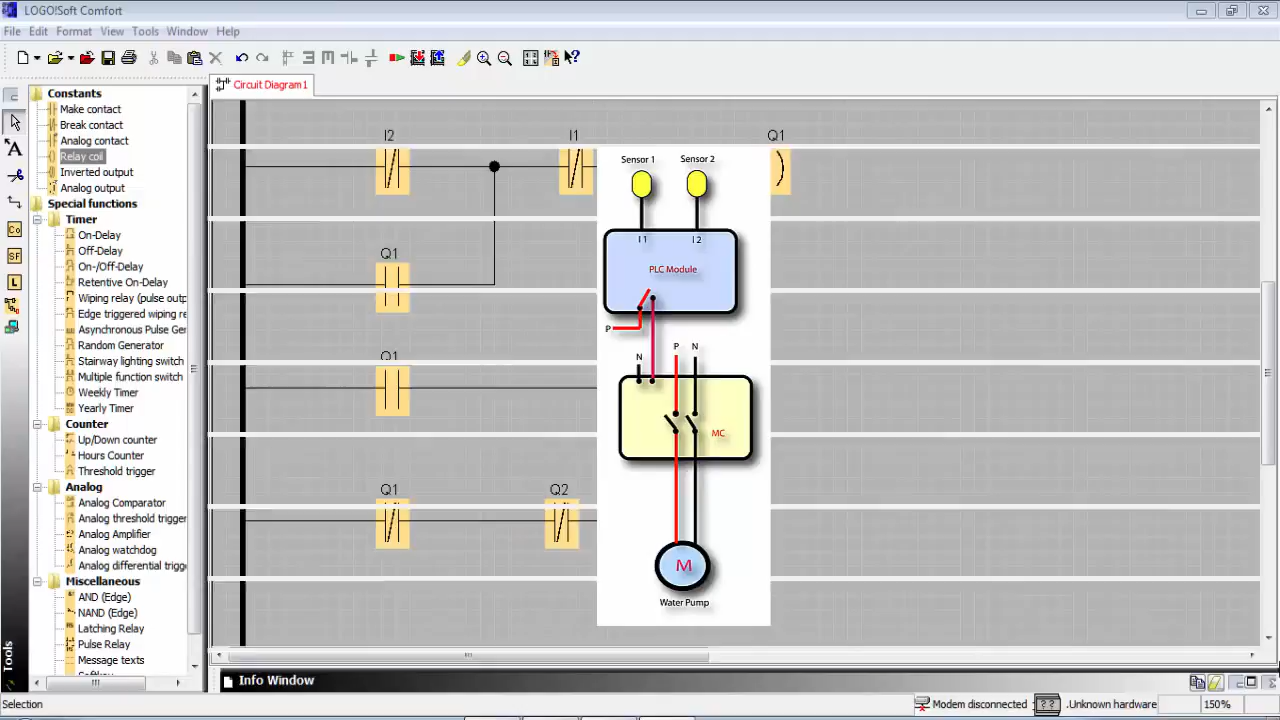 LOGO!Soft Comfort
File Edit Format View Tools Window Help
Circuit Diagram1
Constants
Make contact
Break contact
Analog contact
Relay coil
Inverted output
Analog output
Special functions
Timer
On-Delay
Off-Delay
On-/Off-Delay
Retentive On-Delay
Wiping relay (pulse outp
Edge triggered wiping re
Asynchronous Pulse Ger
Random Generator
Stairway lighting switch
Multiple function switch
Weekly Timer
Yearly Timer
Counter
Up/Down counter
Hours Counter
Threshold trigger
Analog
Analog Comparator
Analog threshold trigger
Analog Amplifier
Analog watchdog
Analog differential trigge
Miscellaneous
AND (Edge)
NAND (Edge)
Latching Relay
Pulse Relay
Message texts
Co
SF
L
Tools
I2 I1 Q1
Q1
Q1
Q1 Q2
Sensor 1 Sensor 2
I1 I2
PLC Module
P
N P N
MC
M
Water Pump
Info Window
Selection
Modem disconnected
? ?
.Unknown hardware
150%